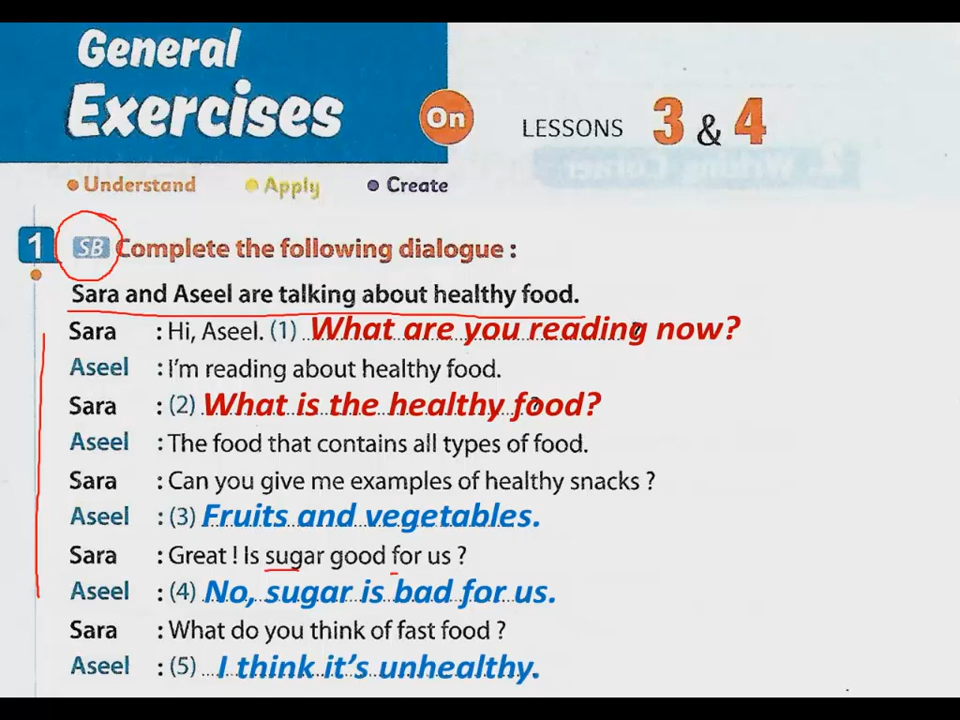 General
Exercises
On
LESSONS 3 & 4
Understand Apply Create
1 SB Complete the following dialogue :
Sara and Aseel are talking about healthy food.
Sara : Hi, Aseel. (1) What are you reading now?
Aseel : I'm reading about healthy food.
Sara : (2) What is the healthy food?
Aseel : The food that contains all types of food.
Sara : Can you give me examples of healthy snacks ?
Aseel : (3) Fruits and vegetables.
Sara : Great ! Is sugar good for us ?
Aseel : (4) No, sugar is bad for us.
Sara : What do you think of fast food ?
Aseel : (5) I think it's unhealthy.